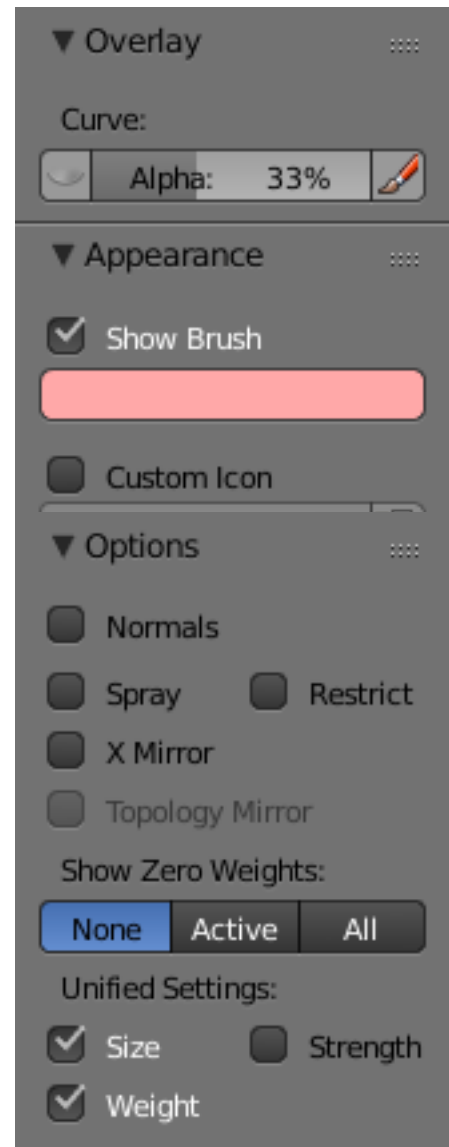 Overlay
Curve:
Alpha: 33%
Appearance
Show Brush
Custom Icon
Options
Normals
Spray Restrict
X Mirror
Topology Mirror
Show Zero Weights:
None Active All
Unified Settings:
Size Strength
Weight